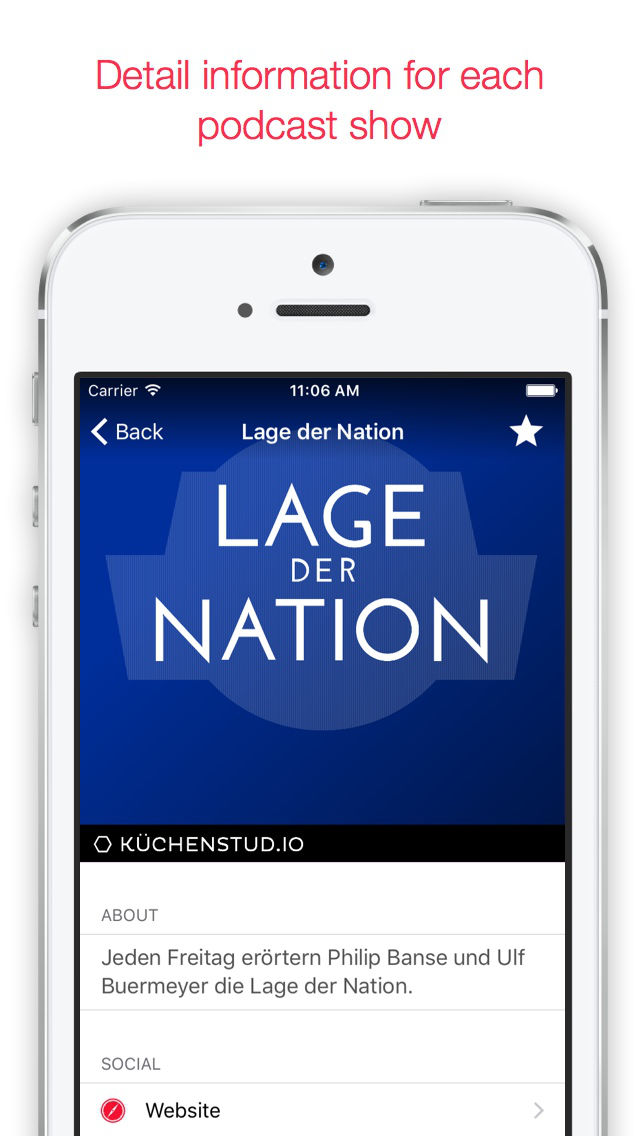 Detail information for each
podcast show
Carrier 11:06 AM
Back Lage der Nation
LAGE
DER
NATION
KÜCHENSTUD.IO
ABOUT
Jeden Freitag erörtern Philip Banse und Ulf
Buermeyer die Lage der Nation.
SOCIAL
Website